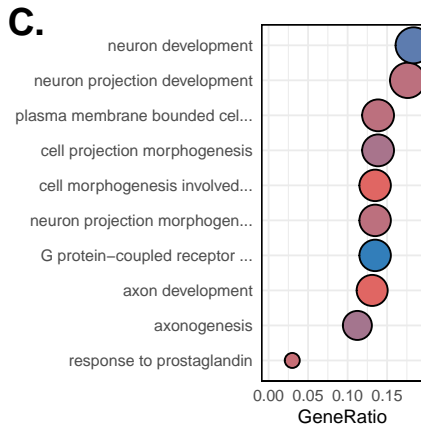 C.
neuron development
neuron projection development
plasma membrane bounded cel...
cell projection morphogenesis
cell morphogenesis involved...
neuron projection morphogen...
G protein−coupled receptor ...
axon development
axonogenesis
response to prostaglandin
0.00 0.05 0.10 0.15
GeneRatio